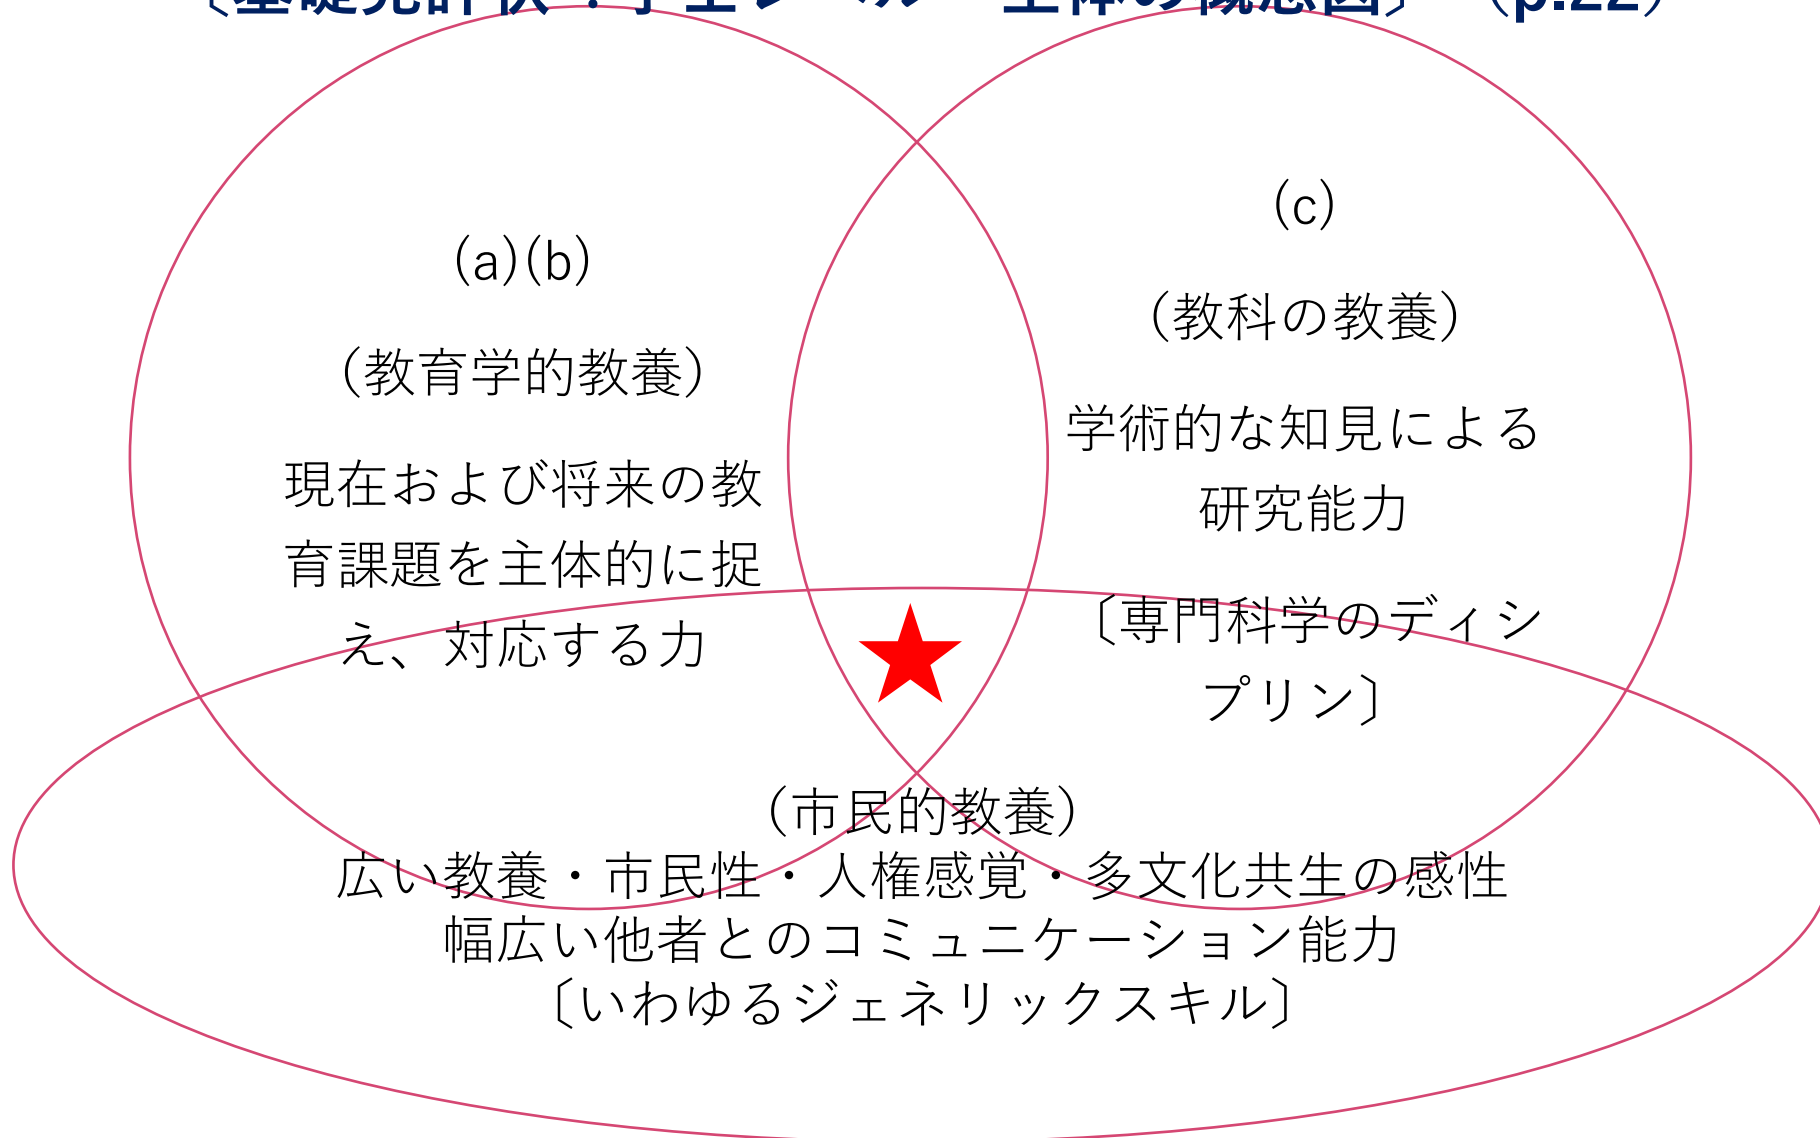 (p.22)
(a)(b)
（教育学的教養）
現在および将来の教
育課題を主体的に捉
え、対応する力
(c)
（教科の教養）
学術的な知見による
研究能力
〔専門科学のディシ
プリン〕
（市民的教養）
広い教養・市民性・人権感覚・多文化共生の感性
幅広い他者とのコミュニケーション能力
〔いわゆるジェネリックスキル〕